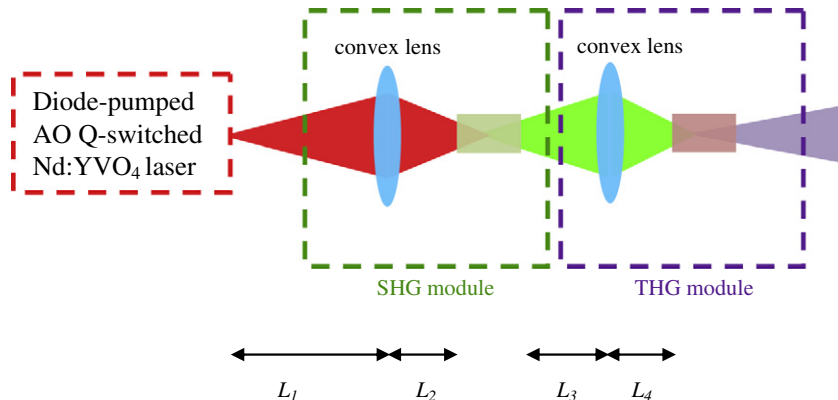 convex lens
convex lens
Diode-pumped
AO Q-switched
Nd:YVO₄ laser
SHG module
THG module
L₁
L₂
L₃
L₄